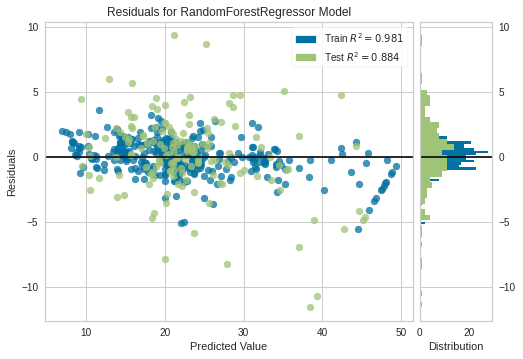 Residuals for RandomForestRegressor Model
Train R² = 0.981
Test R² = 0.884
10
5
0
−5
−10
Residuals
10 20 30 40 50
Predicted Value
10
5
0
−5
−10
0 20
Distribution